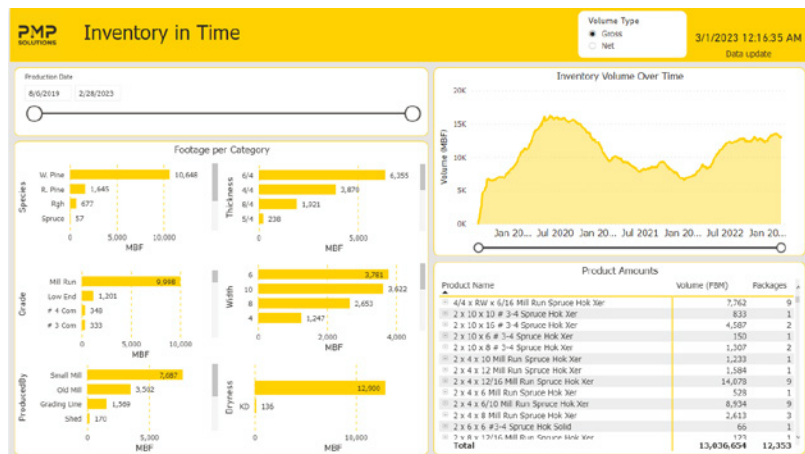 PMP
SOLUTIONS
Inventory in Time
Volume Type
Gross
Net
3/1/2023 12:16:35 AM
Data update
Production Date
8/6/2019 2/28/2023
Footage per Category
Species
W. Pine 10,648
R. Pine 1,645
Rgh 677
Spruce 57
0 5,000 10,000
MBF
Thickness
6/4 6,355
4/4 3,878
8/4 1,321
5/4 238
0 5,000
MBF
Grade
Mill Run 9,998
Low End 1,201
# 4 Com 348
# 3 Com 333
0 5,000 10,000
MBF
Width
6 3,781
10 3,622
8 2,653
4 1,247
0 2,000 4,000
MBF
ProducedBy
Small Mill 7,087
Old Mill 3,502
Grading Line 1,569
Shed 170
0 5,000
MBF
Dryness
12,900
KD 136
0 10,000
MBF
Inventory Volume Over Time
Volume (MBF)
20K
15K
10K
5K
0K
Jan 20... Jul 2020 Jan 20... Jul 2021 Jan 20... Jul 2022 Jan 20...
Product Amounts
Product Name Volume (FBM) Packages
4/4 x RW x 6/16 Mill Run Spruce Hok Xer 7,762 9
2 x 10 x 10 # 3-4 Spruce Hok Xer 833 1
2 x 10 x 16 # 3-4 Spruce Hok Xer 4,587 2
2 x 10 x 6 # 3-4 Spruce Hok Xer 150 1
2 x 10 x 8 # 3-4 Spruce Hok Xer 1,307 2
2 x 4 x 10 Mill Run Spruce Hok Xer 1,233 1
2 x 4 x 12 Mill Run Spruce Hok Xer 1,584 1
2 x 4 x 12/16 Mill Run Spruce Hok Xer 14,078 9
2 x 4 x 6 Mill Run Spruce Hok Xer 528 1
2 x 4 x 6/10 Mill Run Spruce Hok Xer 8,934 9
2 x 4 x 8 Mill Run Spruce Hok Xer 2,613 3
2 x 6 x 6 #3-4 Spruce Hok Solid 66 1
2 x 8 x 12/16 Mill Run Spruce Hok Xer 123 1
Total 13,036,654 12,353